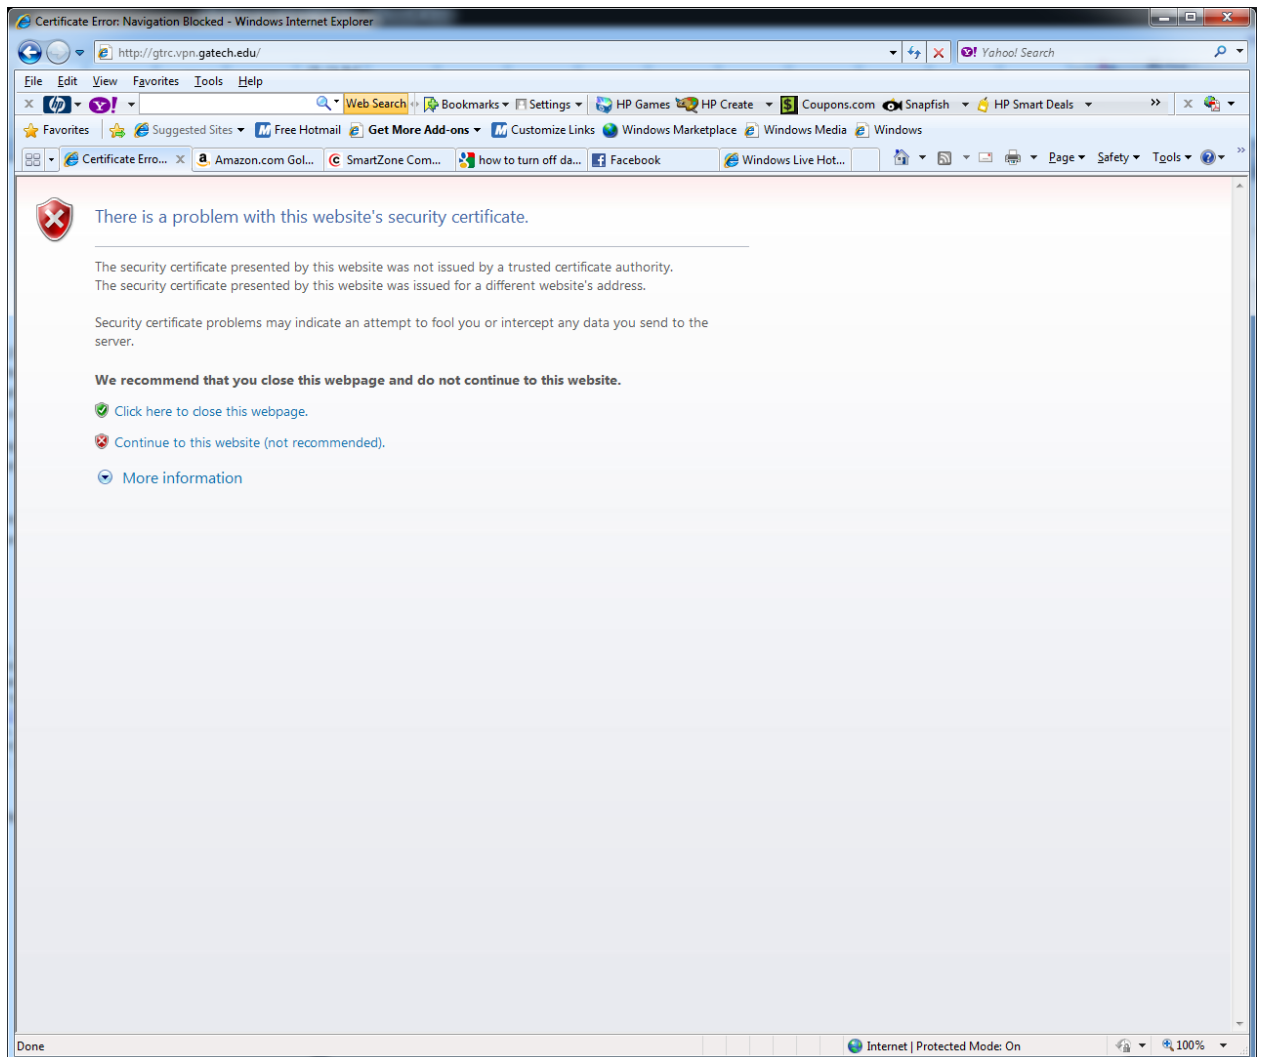 Certificate Error: Navigation Blocked - Windows Internet Explorer
http://gtrc.vpn.gatech.edu/
Yahoo! Search
File Edit View Favorites Tools Help
hp Y! Web Search Bookmarks Settings HP Games HP Create $ Coupons.com Snapfish HP Smart Deals
Favorites Suggested Sites Free Hotmail Get More Add-ons Customize Links Windows Marketplace Windows Media Windows
Certificate Erro... Amazon.com Gol... SmartZone Com... how to turn off da... Facebook Windows Live Hot... Page Safety Tools
There is a problem with this website's security certificate.
The security certificate presented by this website was not issued by a trusted certificate authority.
The security certificate presented by this website was issued for a different website's address.
Security certificate problems may indicate an attempt to fool you or intercept any data you send to the
server.
We recommend that you close this webpage and do not continue to this website.
Click here to close this webpage.
Continue to this website (not recommended).
More information
Done
Internet | Protected Mode: On
100%